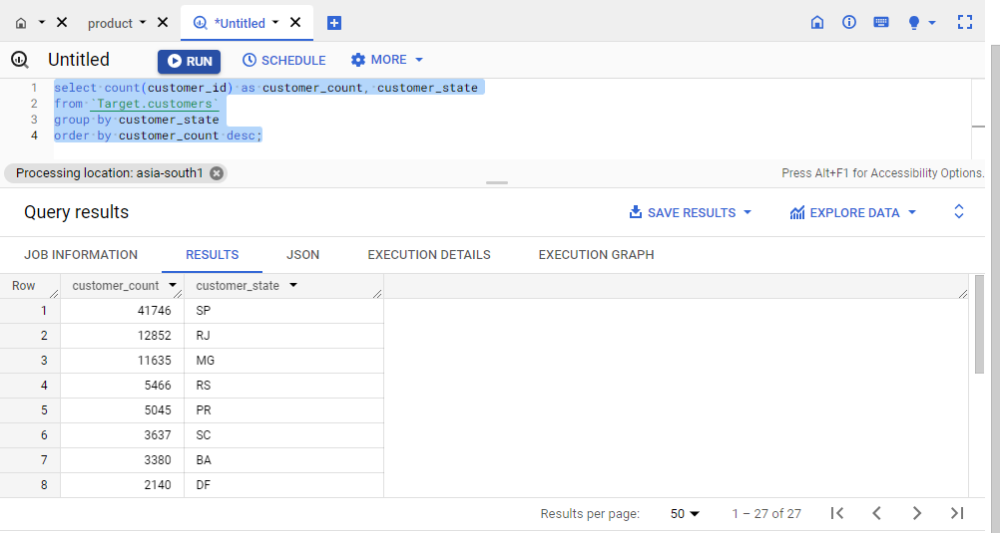 product *Untitled
Untitled RUN SCHEDULE MORE
1 select count(customer_id) as customer_count, customer_state
2 from `Target.customers`
3 group by customer_state
4 order by customer_count desc;
Processing location: asia-south1 Press Alt+F1 for Accessibility Options.
Query results SAVE RESULTS EXPLORE DATA
JOB INFORMATION RESULTS JSON EXECUTION DETAILS EXECUTION GRAPH
Row customer_count customer_state
1 41746 SP
2 12852 RJ
3 11635 MG
4 5466 RS
5 5045 PR
6 3637 SC
7 3380 BA
8 2140 DF
Results per page: 50 1 – 27 of 27